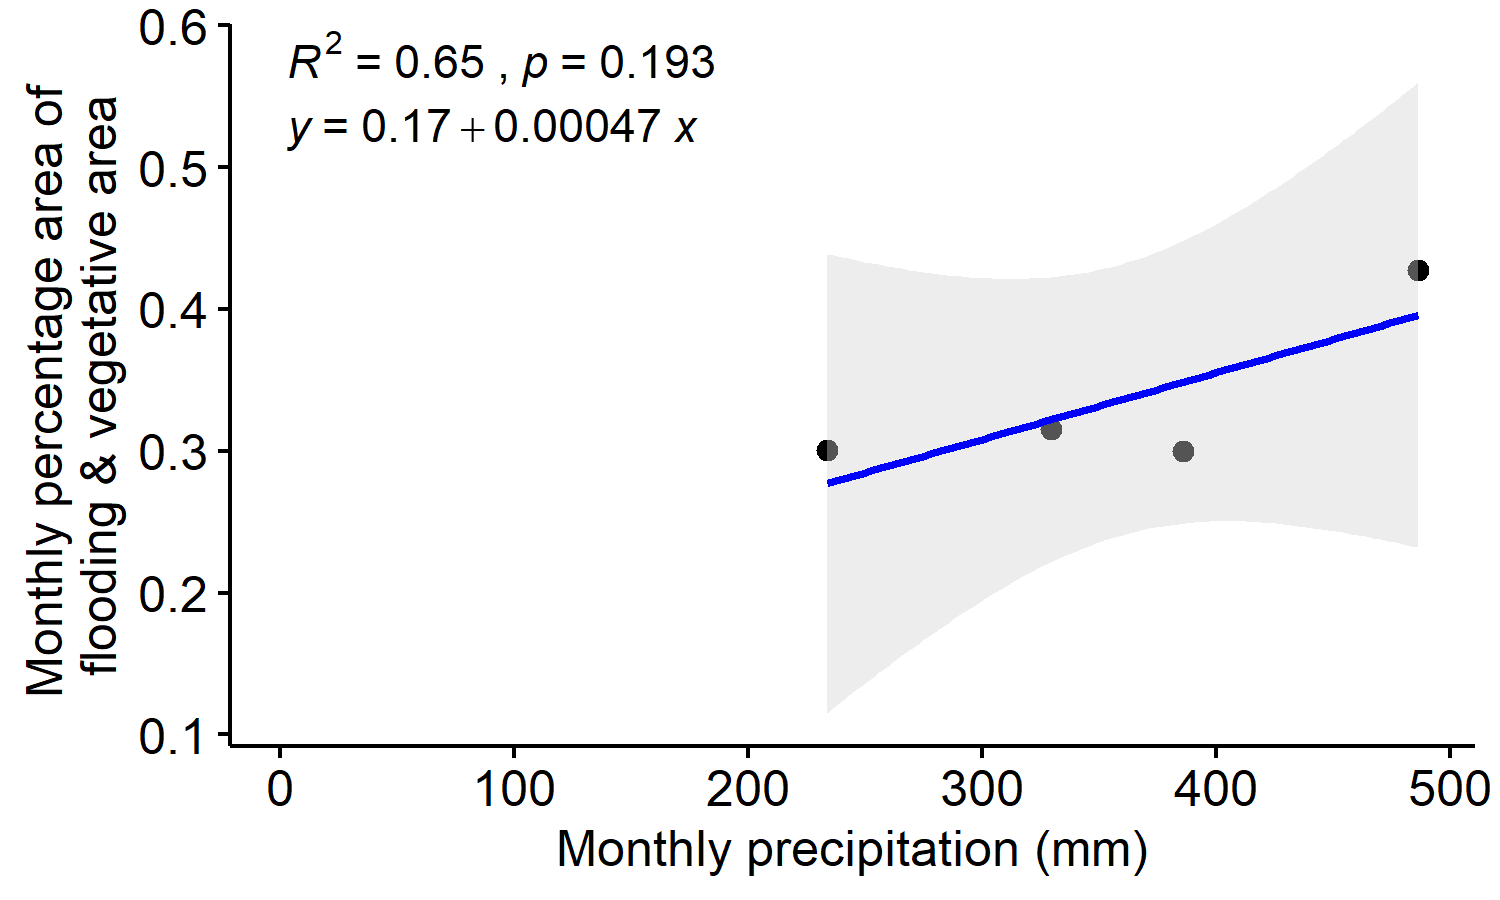 R² = 0.65 , p = 0.193
y = 0.17 + 0.00047 x
Monthly percentage area of
flooding & vegetative area
0.6
0.5
0.4
0.3
0.2
0.1
0 100 200 300 400 500
Monthly precipitation (mm)